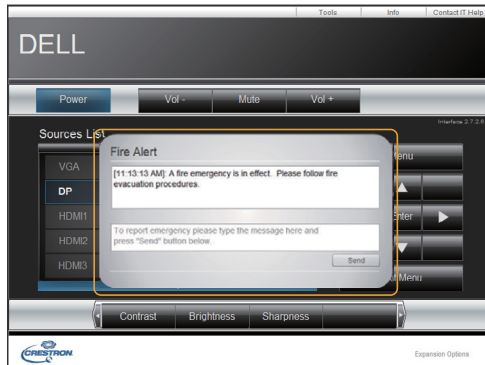 Tools Info Contact IT Help
DELL
Power Vol - Mute Vol +
Interface 2.7.2.6
Sources List
Menu
Fire Alert
VGA
[11:13:13 AM]: A fire emergency is in effect. Please follow fire
evacuation procedures.
DP
HDMI1
Enter
To report emergency please type the message here and
press "Send" button below.
HDMI2
HDMI3
Send
Menu
Contrast Brightness Sharpness
CRESTRON
Expansion Options